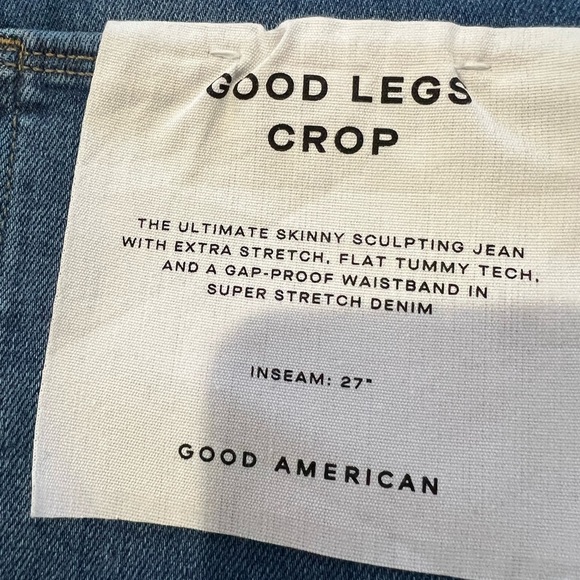 GOOD LEGS
CROP
THE ULTIMATE SKINNY SCULPTING JEAN
WITH EXTRA STRETCH, FLAT TUMMY TECH,
AND A GAP-PROOF WAISTBAND IN
SUPER STRETCH DENIM
INSEAM: 27"
GOOD AMERICAN